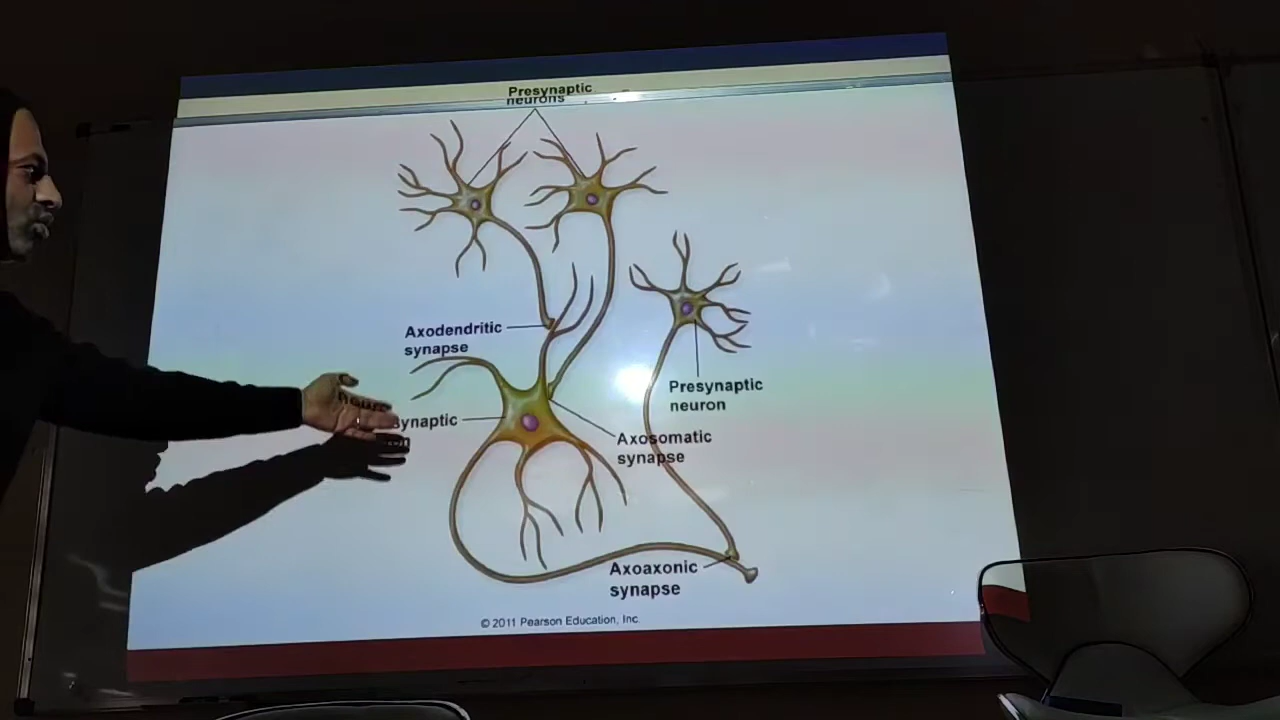 Presynaptic
neurons
Axodendritic
synapse
synaptic
Presynaptic
neuron
Axosomatic
synapse
Axoaxonic
synapse
© 2011 Pearson Education, Inc.